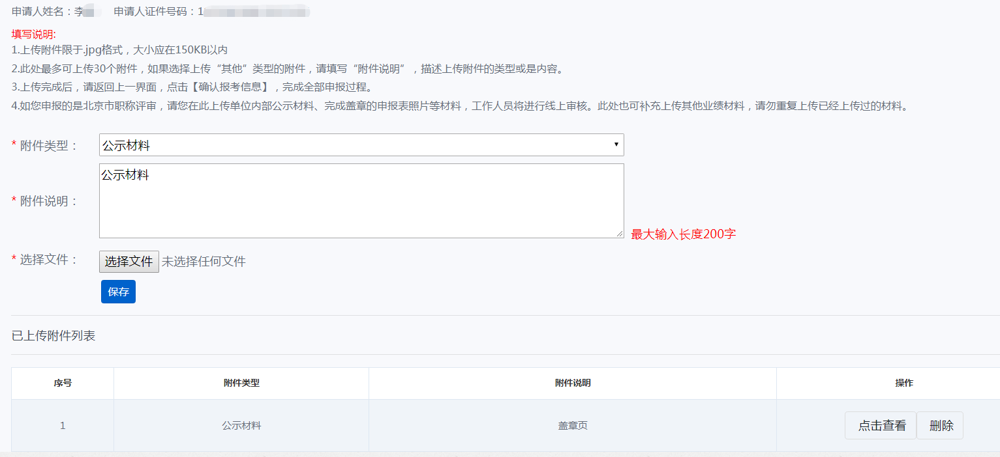 申请人姓名：李 申请人证件号码：1
填写说明:
1.上传附件限于.jpg格式，大小应在150KB以内
2.此处最多可上传30个附件，如果选择上传“其他”类型的附件，请填写“附件说明”，描述上传附件的类型或是内容。
3.上传完成后，请返回上一界面，点击【确认报考信息】，完成全部申报过程。
4.如您申报的是北京市职称评审，请您在此上传单位内部公示材料、完成盖章的申报表照片等材料，工作人员将进行线上审核。此处也可补充上传其他业绩材料，请勿重复上传已经上传过的材料。
* 附件类型： 公示材料
* 附件说明： 公示材料
最大输入长度200字
* 选择文件： 选择文件 未选择任何文件
保存
已上传附件列表
序号 附件类型 附件说明 操作
1 公示材料 盖章页 点击查看 删除